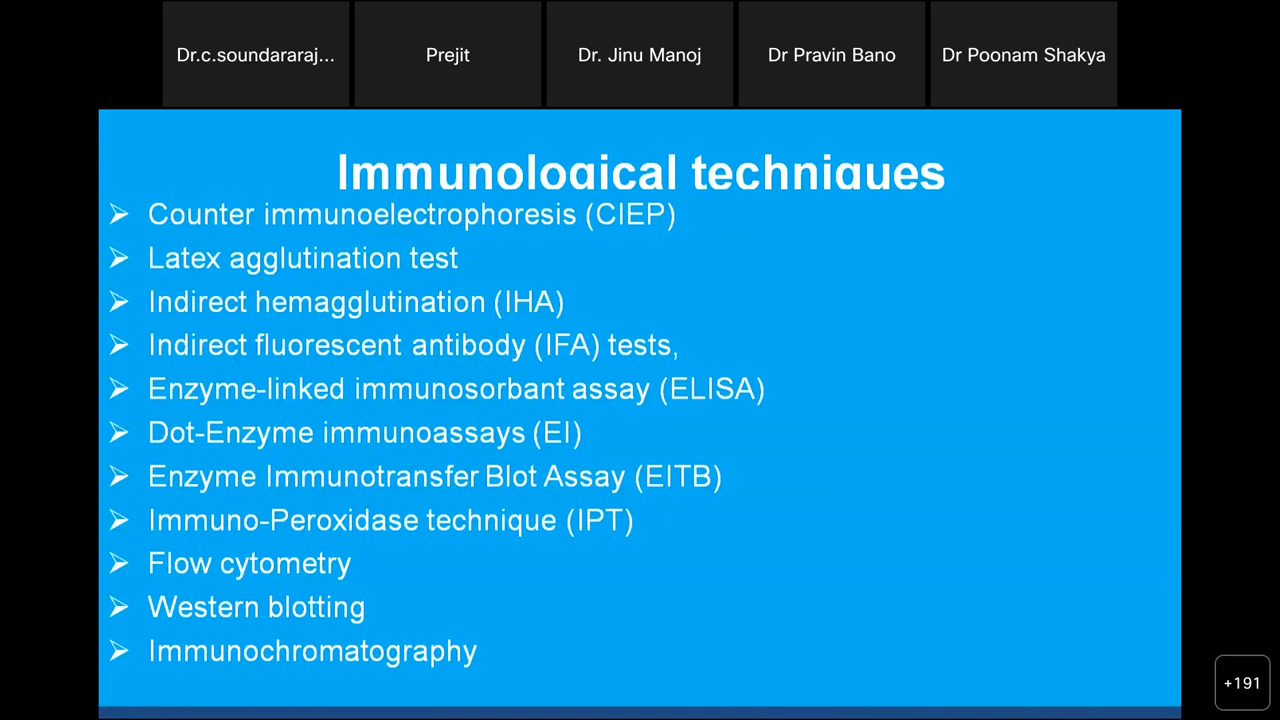 Dr.c.soundararaj...
Prejit
Dr. Jinu Manoj
Dr Pravin Bano
Dr Poonam Shakya
Immunological techniques
Counter immunoelectrophoresis (CIEP)
Latex agglutination test
Indirect hemagglutination (IHA)
Indirect fluorescent antibody (IFA) tests,
Enzyme-linked immunosorbant assay (ELISA)
Dot-Enzyme immunoassays (EI)
Enzyme Immunotransfer Blot Assay (EITB)
Immuno-Peroxidase technique (IPT)
Flow cytometry
Western blotting
Immunochromatography
+191